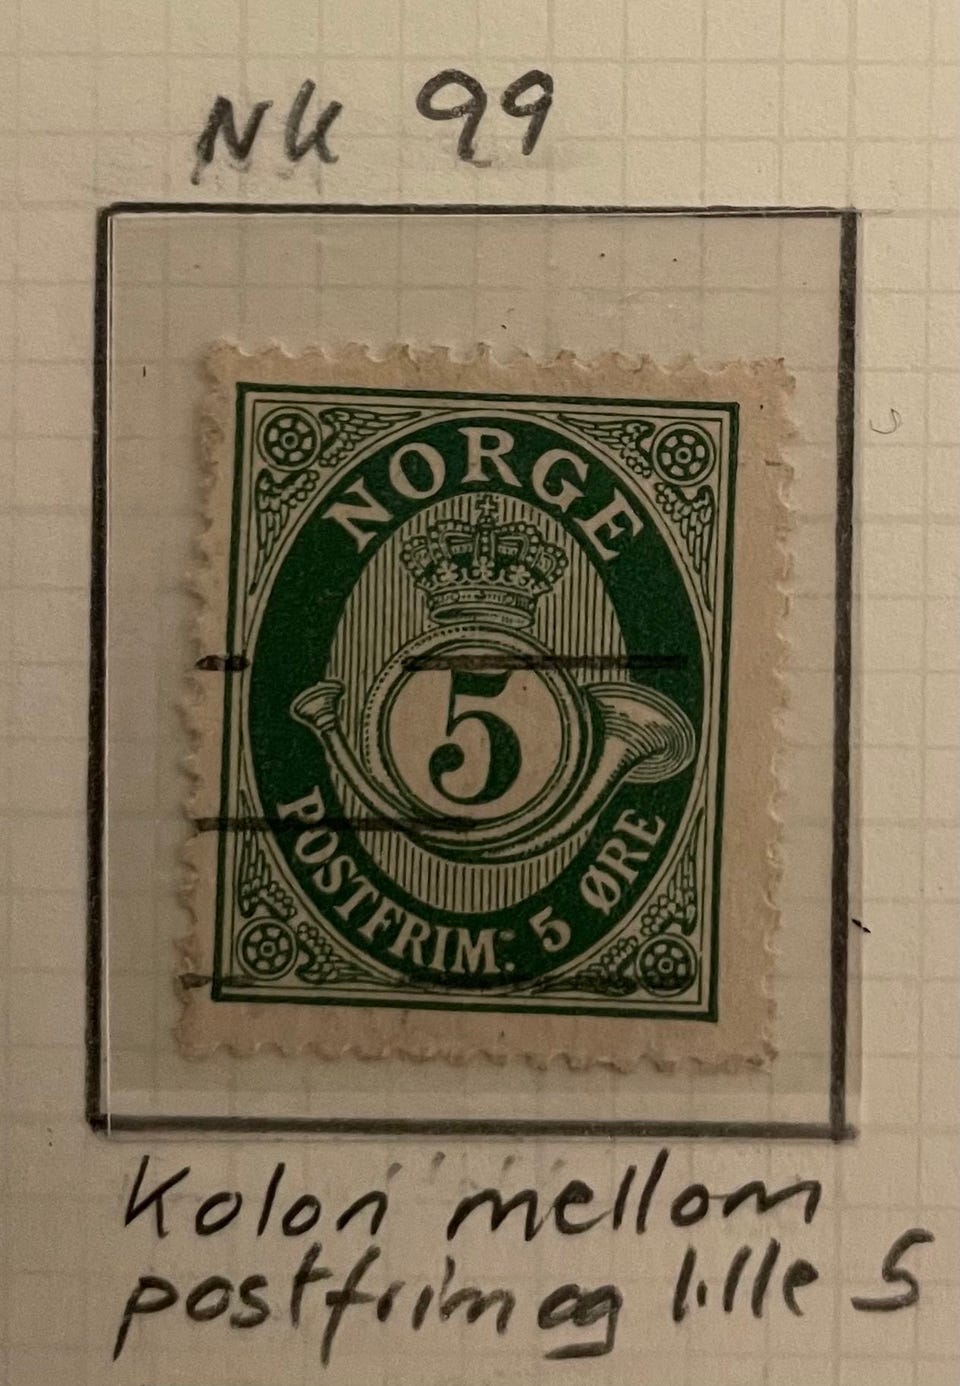 NK 99
NORGE
5
POSTFRIM: 5 ØRE
Kolon mellom
postfrim og lille 5